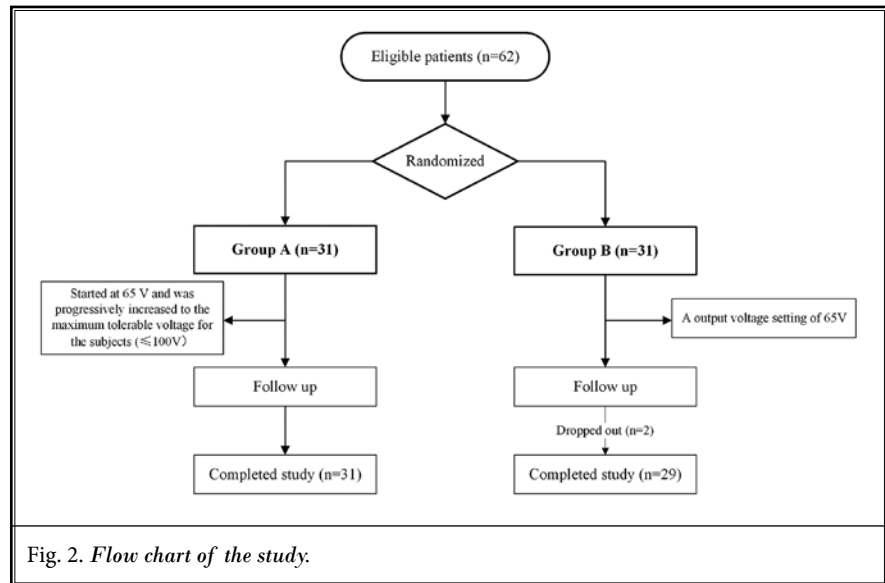 Eligible patients (n=62)
Randomized
Group A (n=31)
Group B (n=31)
Started at 65 V and was
progressively increased to the
maximum tolerable voltage for
the subjects (≤100V)
A output voltage setting of 65V
Follow up
Follow up
Dropped out (n=2)
Completed study (n=31)
Completed study (n=29)
Fig. 2. Flow chart of the study.